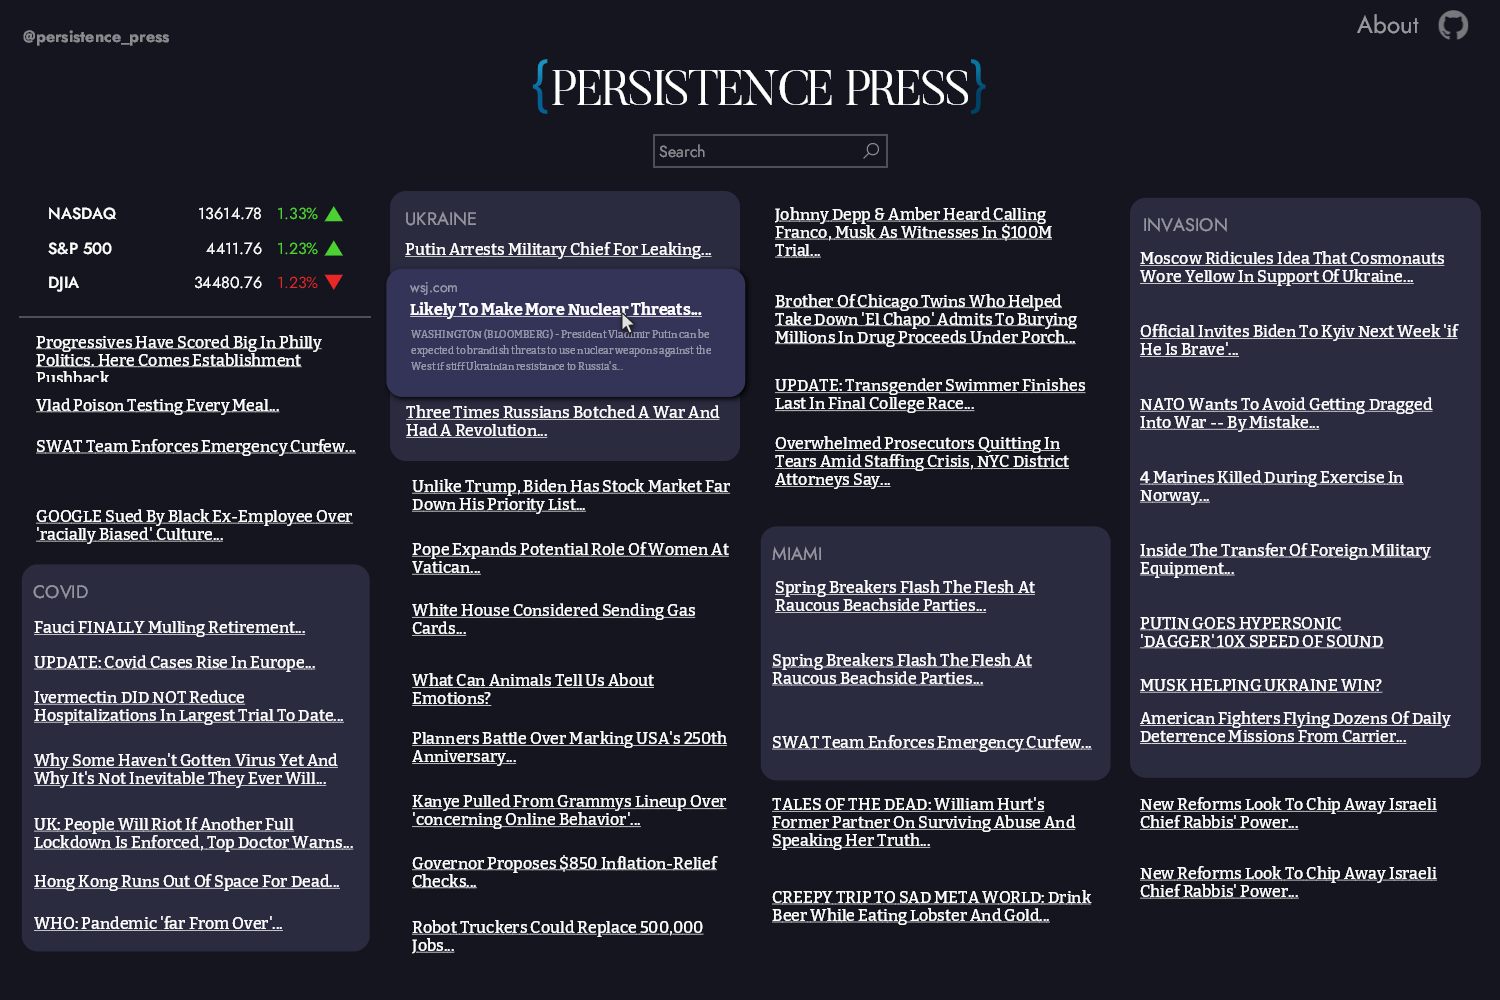 @persistence_press
About
{PERSISTENCE PRESS}
Search
NASDAQ 13614.78 1.33%
S&P 500 4411.76 1.23%
DJIA 34480.76 1.23%
Progressives Have Scored Big In Philly
Politics. Here Comes Establishment
Pushback
Vlad Poison Testing Every Meal...
SWAT Team Enforces Emergency Curfew...
GOOGLE Sued By Black Ex-Employee Over
'racially Biased' Culture...
COVID
Fauci FINALLY Mulling Retirement...
UPDATE: Covid Cases Rise In Europe...
Ivermectin DID NOT Reduce
Hospitalizations In Largest Trial To Date...
Why Some Haven't Gotten Virus Yet And
Why It's Not Inevitable They Ever Will...
UK: People Will Riot If Another Full
Lockdown Is Enforced, Top Doctor Warns...
Hong Kong Runs Out Of Space For Dead...
WHO: Pandemic 'far From Over'...
UKRAINE
Putin Arrests Military Chief For Leaking...
wsj.com
Likely To Make More Nuclear Threats...
WASHINGTON (BLOOMBERG) - President Vladimir Putin can be
expected to brandish threats to use nuclear weapons against the
West if stiff Ukrainian resistance to Russia's...
Three Times Russians Botched A War And
Had A Revolution...
Unlike Trump, Biden Has Stock Market Far
Down His Priority List...
Pope Expands Potential Role Of Women At
Vatican...
White House Considered Sending Gas
Cards...
What Can Animals Tell Us About
Emotions?
Planners Battle Over Marking USA's 250th
Anniversary...
Kanye Pulled From Grammys Lineup Over
'concerning Online Behavior'...
Governor Proposes $850 Inflation-Relief
Checks...
Robot Truckers Could Replace 500,000
Jobs...
Johnny Depp & Amber Heard Calling
Franco, Musk As Witnesses In $100M
Trial...
Brother Of Chicago Twins Who Helped
Take Down 'El Chapo' Admits To Burying
Millions In Drug Proceeds Under Porch...
UPDATE: Transgender Swimmer Finishes
Last In Final College Race...
Overwhelmed Prosecutors Quitting In
Tears Amid Staffing Crisis, NYC District
Attorneys Say...
MIAMI
Spring Breakers Flash The Flesh At
Raucous Beachside Parties...
Spring Breakers Flash The Flesh At
Raucous Beachside Parties...
SWAT Team Enforces Emergency Curfew...
TALES OF THE DEAD: William Hurt's
Former Partner On Surviving Abuse And
Speaking Her Truth...
CREEPY TRIP TO SAD META WORLD: Drink
Beer While Eating Lobster And Gold...
INVASION
Moscow Ridicules Idea That Cosmonauts
Wore Yellow In Support Of Ukraine...
Official Invites Biden To Kyiv Next Week 'if
He Is Brave'...
NATO Wants To Avoid Getting Dragged
Into War -- By Mistake...
4 Marines Killed During Exercise In
Norway...
Inside The Transfer Of Foreign Military
Equipment...
PUTIN GOES HYPERSONIC
'DAGGER' 10X SPEED OF SOUND
MUSK HELPING UKRAINE WIN?
American Fighters Flying Dozens Of Daily
Deterrence Missions From Carrier...
New Reforms Look To Chip Away Israeli
Chief Rabbis' Power...
New Reforms Look To Chip Away Israeli
Chief Rabbis' Power...